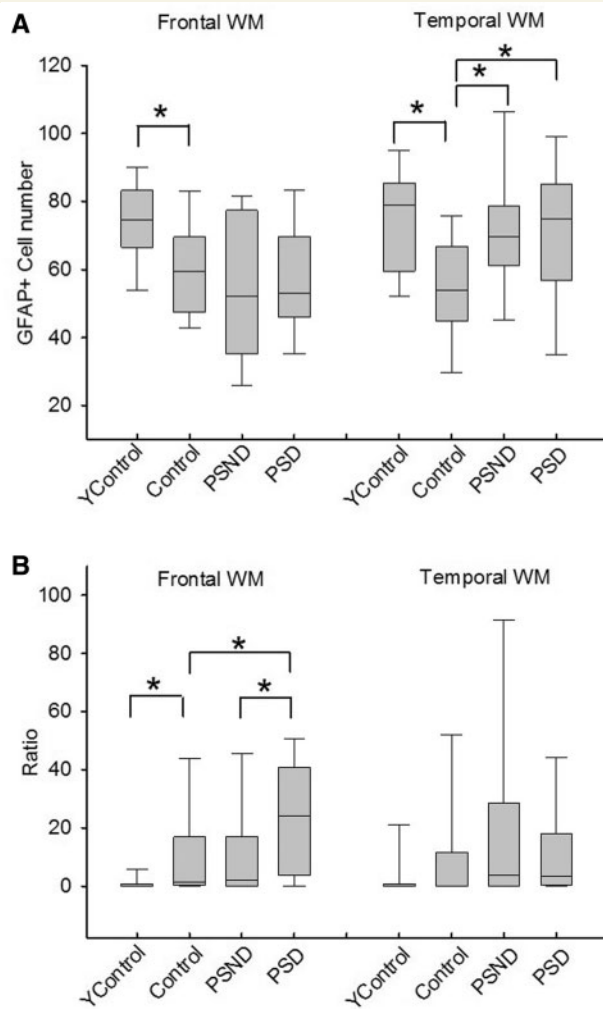 A
Frontal WM
Temporal WM
GFAP+ Cell number
120
100
80
60
40
20
*
*
*
*
YControl
Control
PSND
PSD
YControl
Control
PSND
PSD
B
Frontal WM
Temporal WM
Ratio
100
80
60
40
20
0
*
*
*
YControl
Control
PSND
PSD
YControl
Control
PSND
PSD